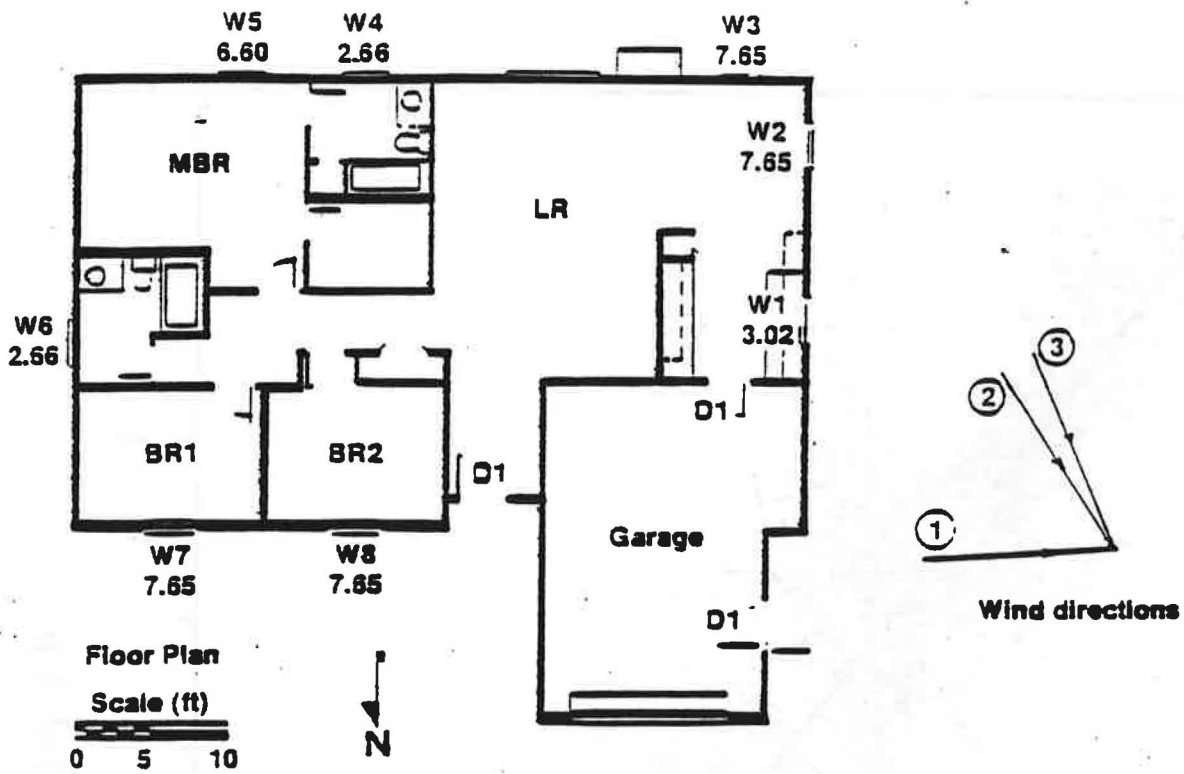 W5
6.60
W4
2.66
W3
7.65
W2
7.65
MBR
LR
W1
3.02
W6
2.66
3
2
D1
BR1
BR2
D1
1
Garage
W7
7.65
W8
7.65
Wind directions
D1
Floor Plan
Scale (ft)
0 5 10
N